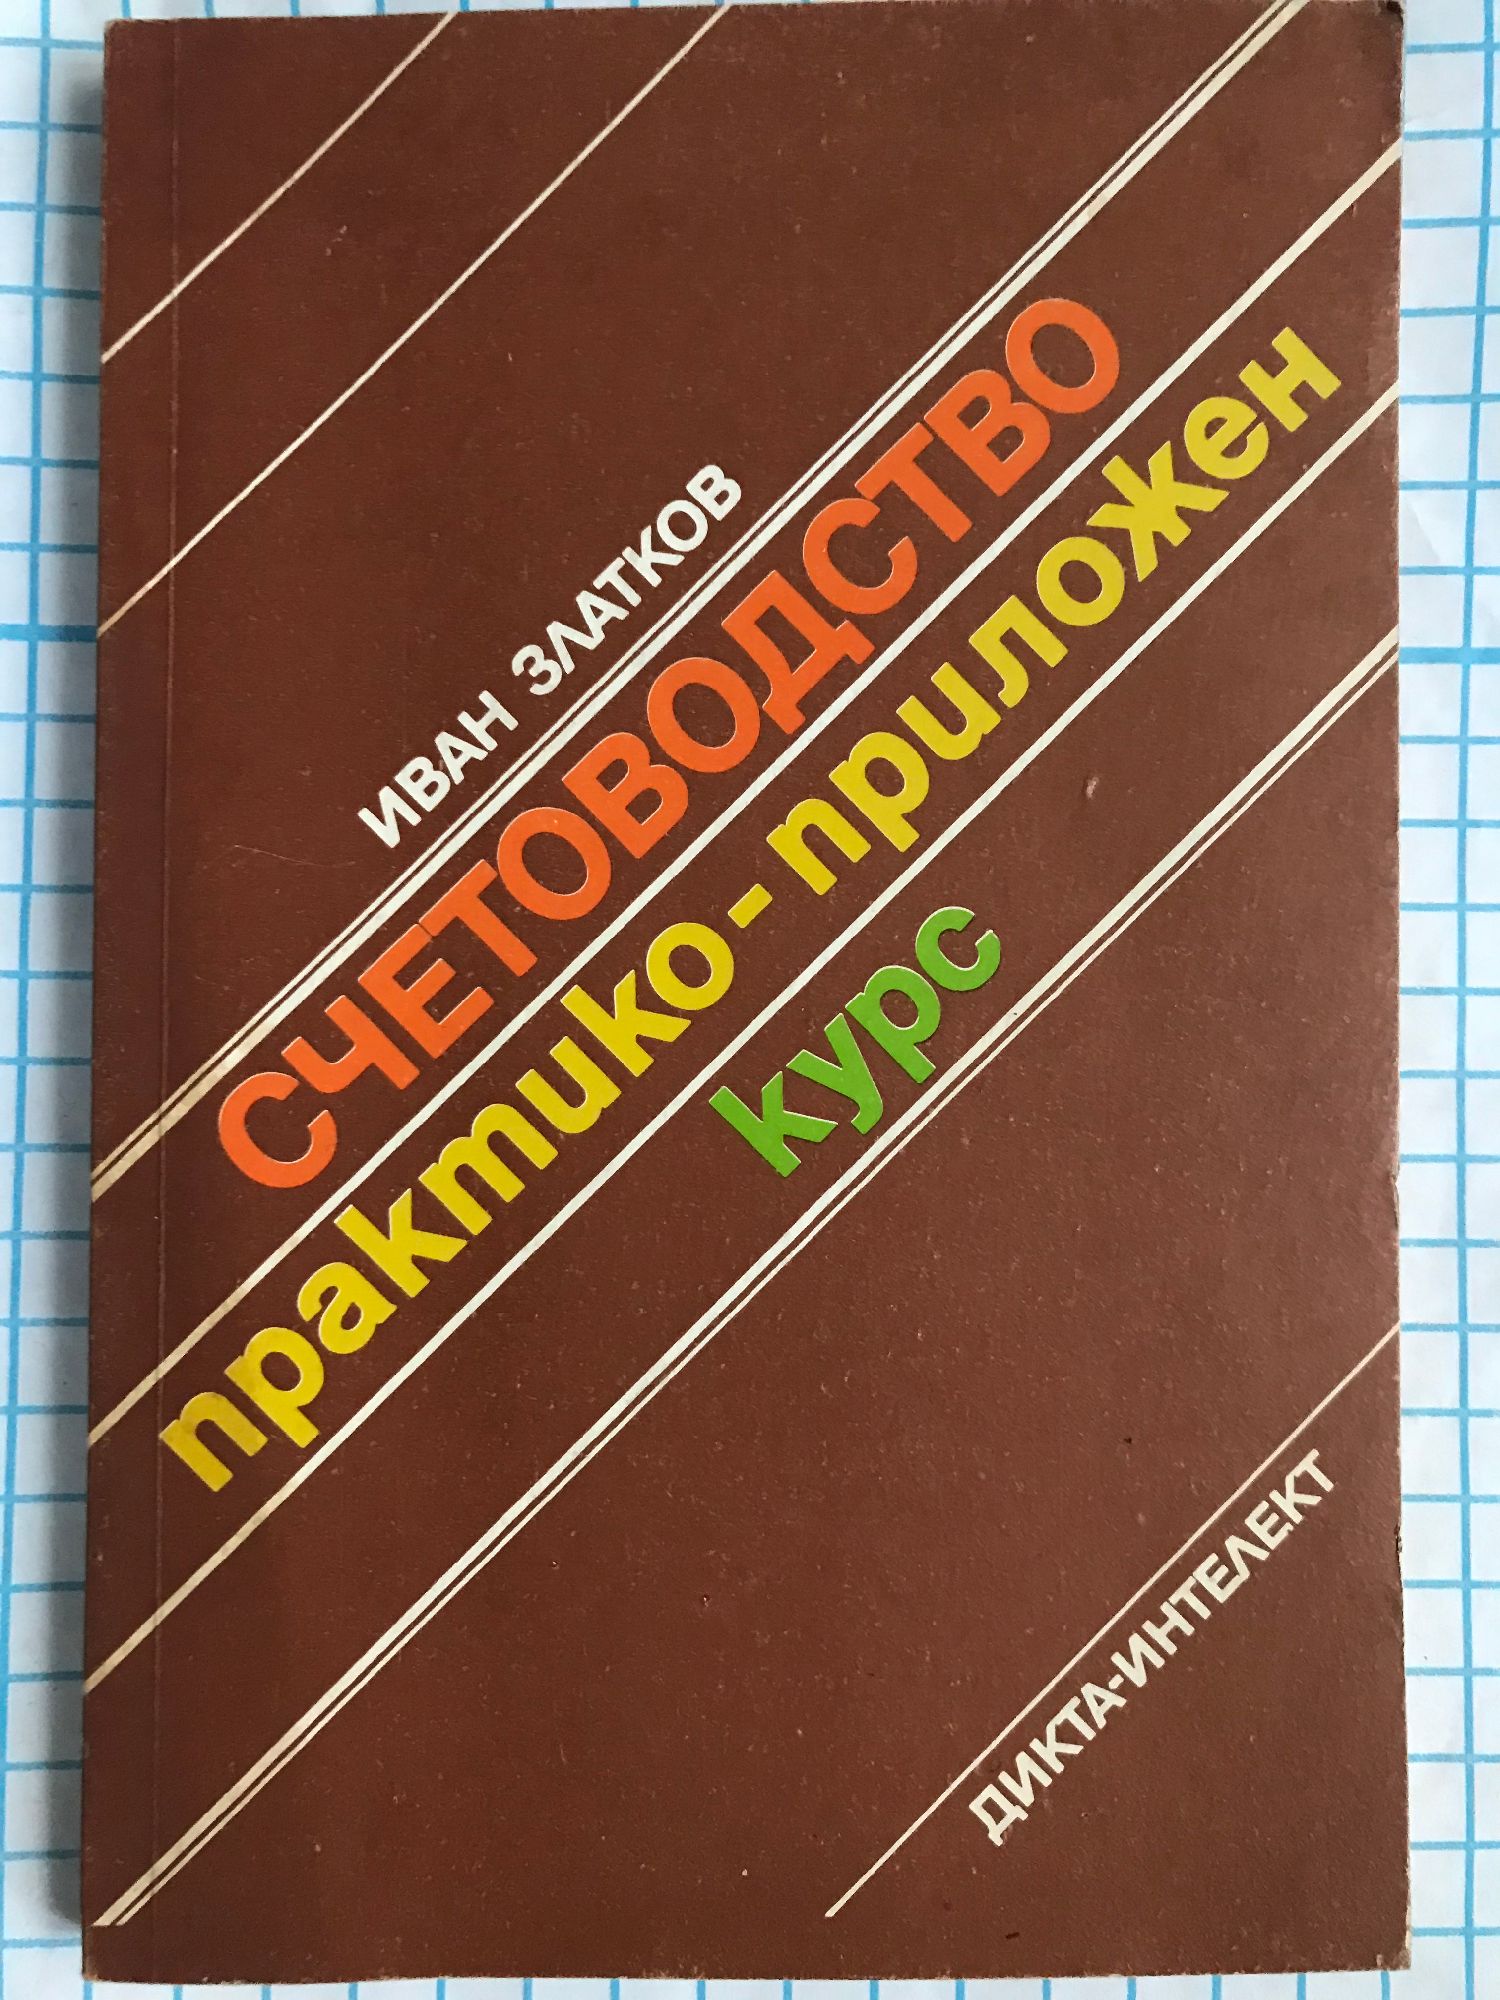 ИВАН ЗЛАТКОВ
СЧЕТОВОДСТВО
практико-приложен
курс
ДИКТА-ИНТЕЛЕКТ